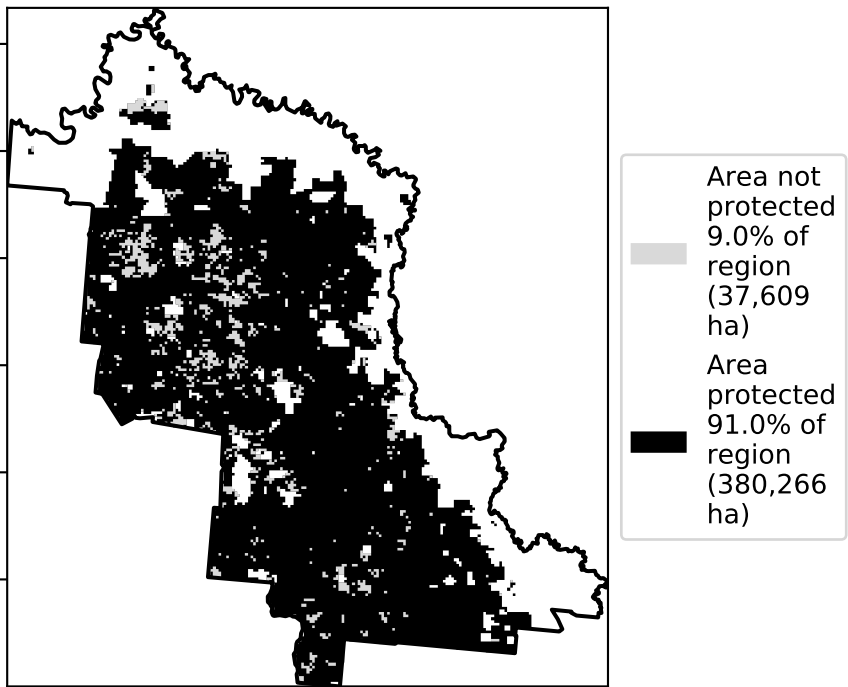 Area not
protected
9.0% of
region
(37,609
ha)
Area
protected
91.0% of
region
(380,266
ha)